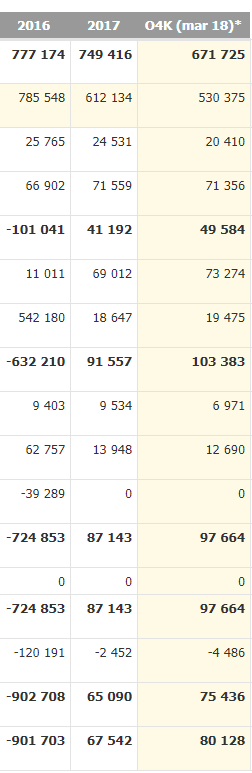 2016 2017 O4K (mar 18)*
777 174 749 416 671 725
785 548 612 134 530 375
25 765 24 531 20 410
66 902 71 559 71 356
-101 041 41 192 49 584
11 011 69 012 73 274
542 180 18 647 19 475
-632 210 91 557 103 383
9 403 9 534 6 971
62 757 13 948 12 690
-39 289 0 0
-724 853 87 143 97 664
0 0 0
-724 853 87 143 97 664
-120 191 -2 452 -4 486
-902 708 65 090 75 436
-901 703 67 542 80 128